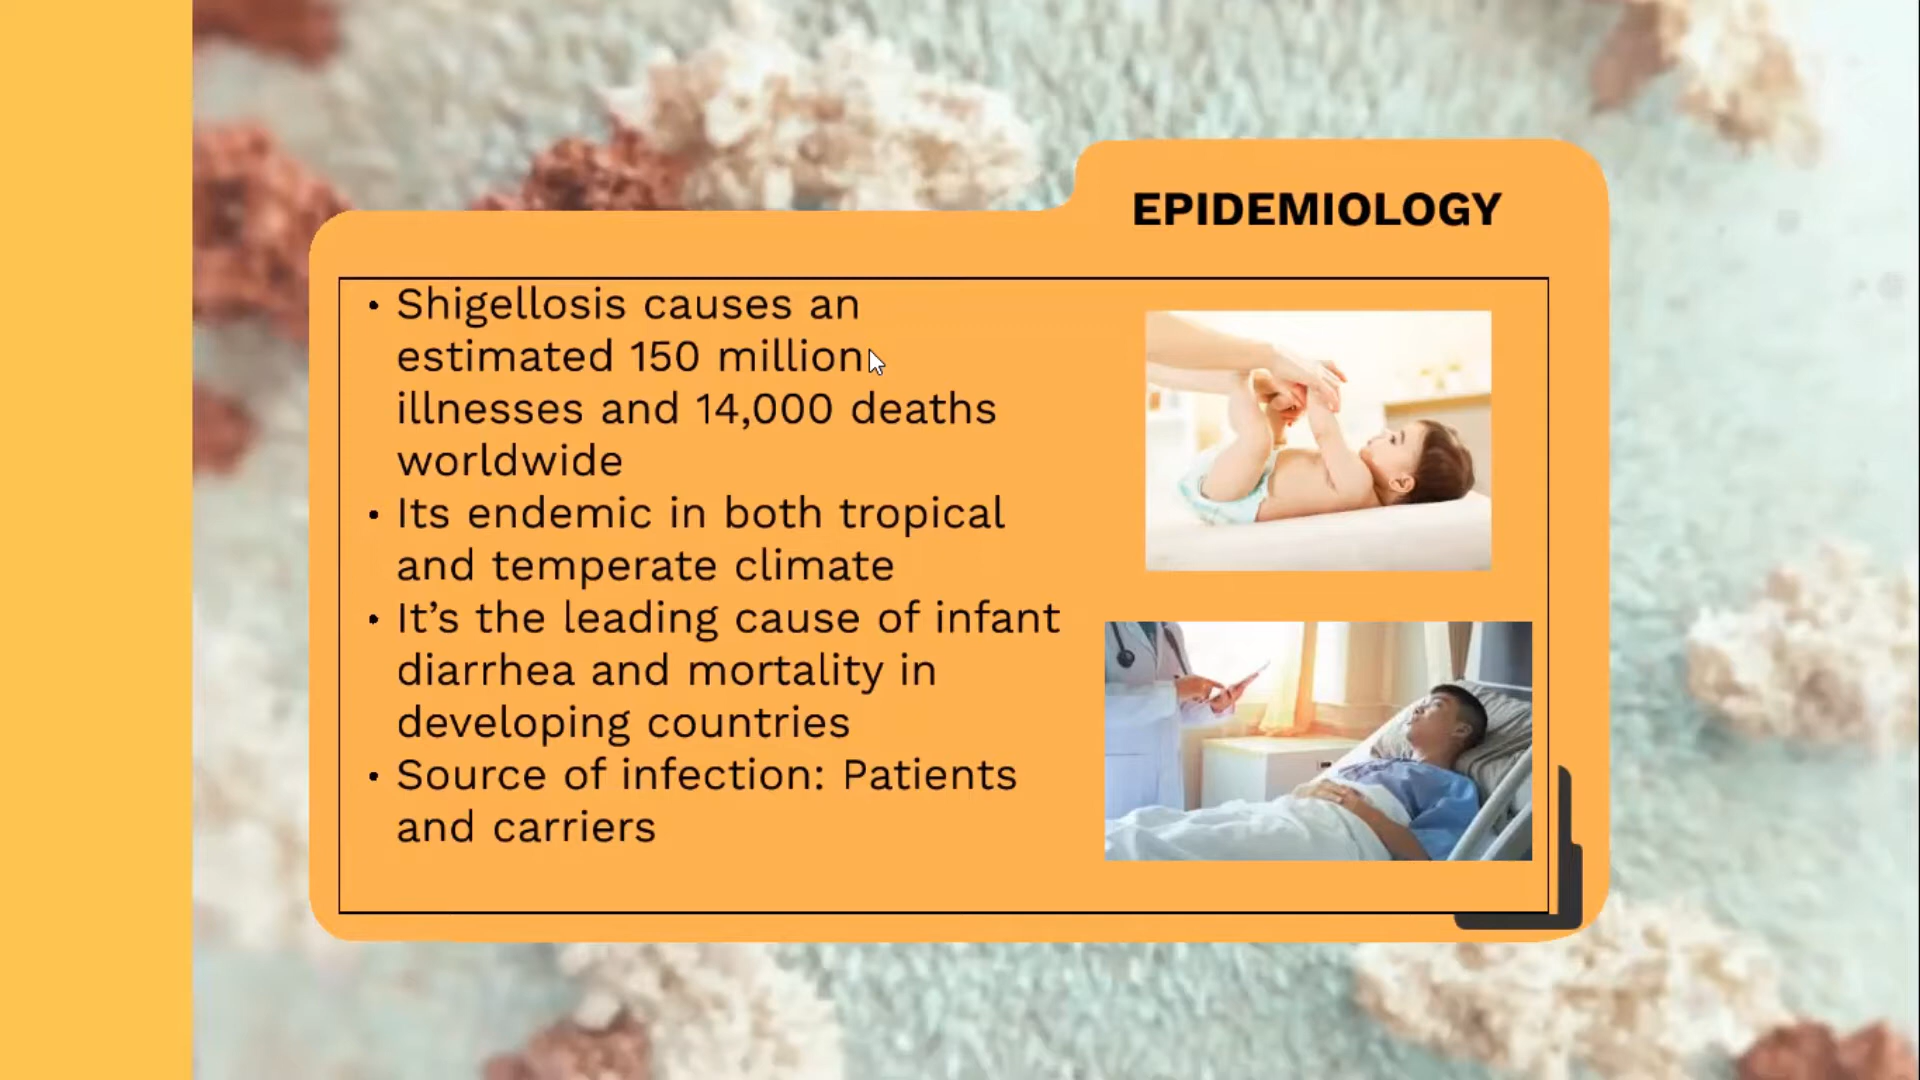 EPIDEMIOLOGY
• Shigellosis causes an
estimated 150 million
illnesses and 14,000 deaths
worldwide
• Its endemic in both tropical
and temperate climate
• It’s the leading cause of infant
diarrhea and mortality in
developing countries
• Source of infection: Patients
and carriers